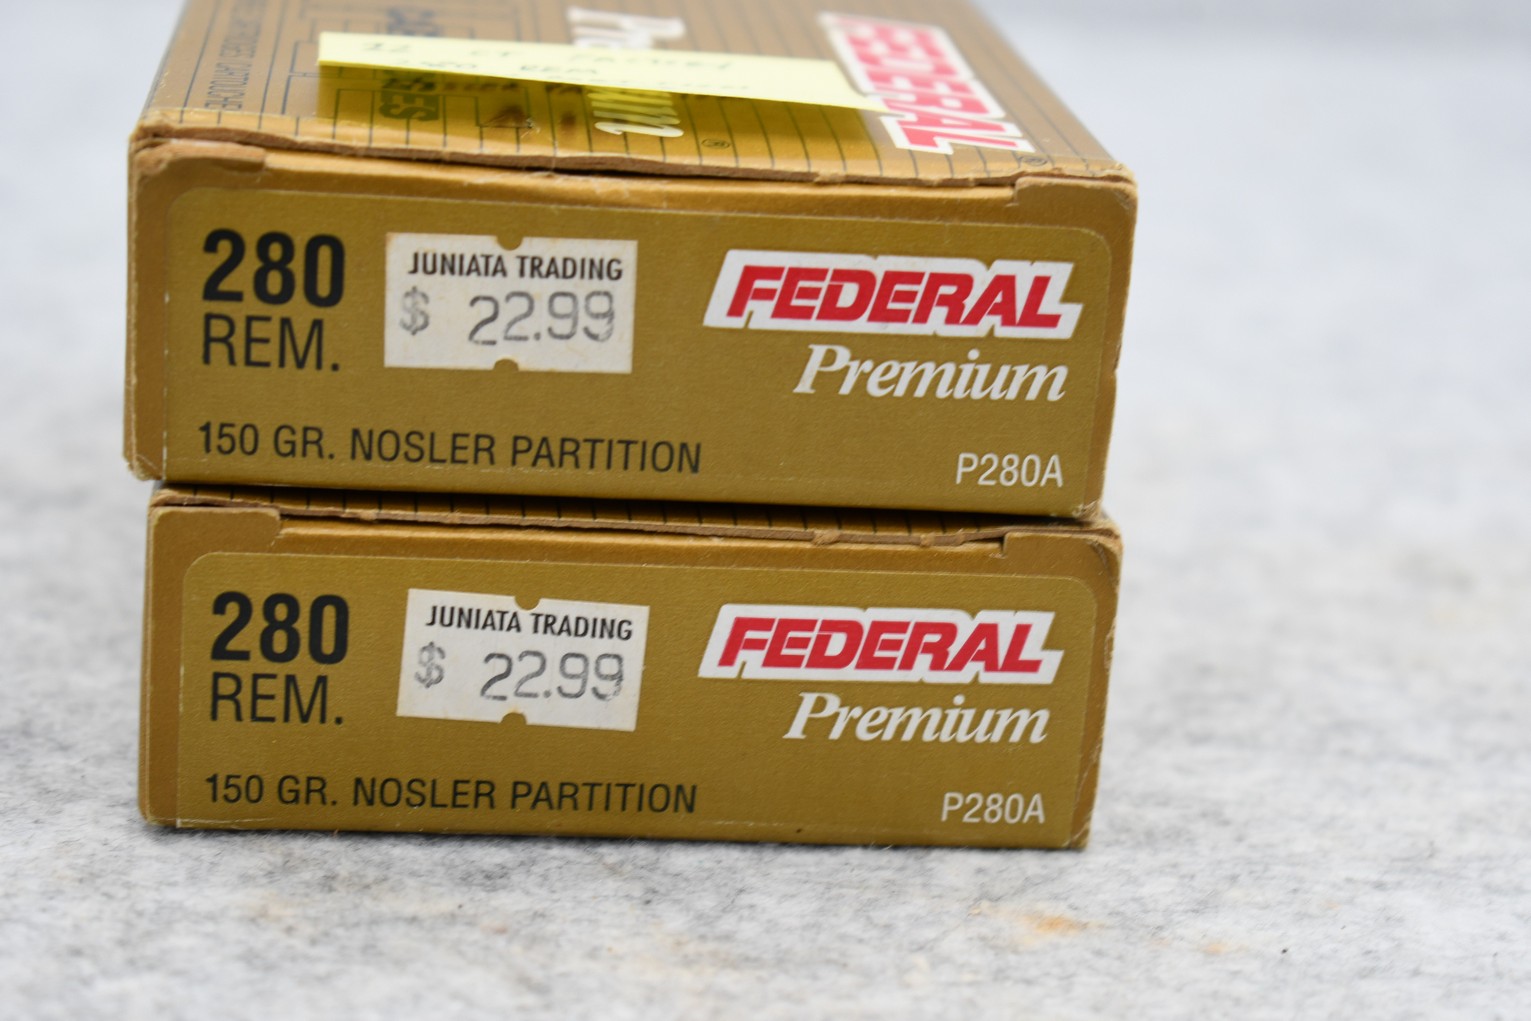 FEDERAL
280
REM.
JUNIATA TRADING
$ 22.99
FEDERAL
Premium
150 GR. NOSLER PARTITION
P280A
280
REM.
JUNIATA TRADING
$ 22.99
FEDERAL
Premium
150 GR. NOSLER PARTITION
P280A